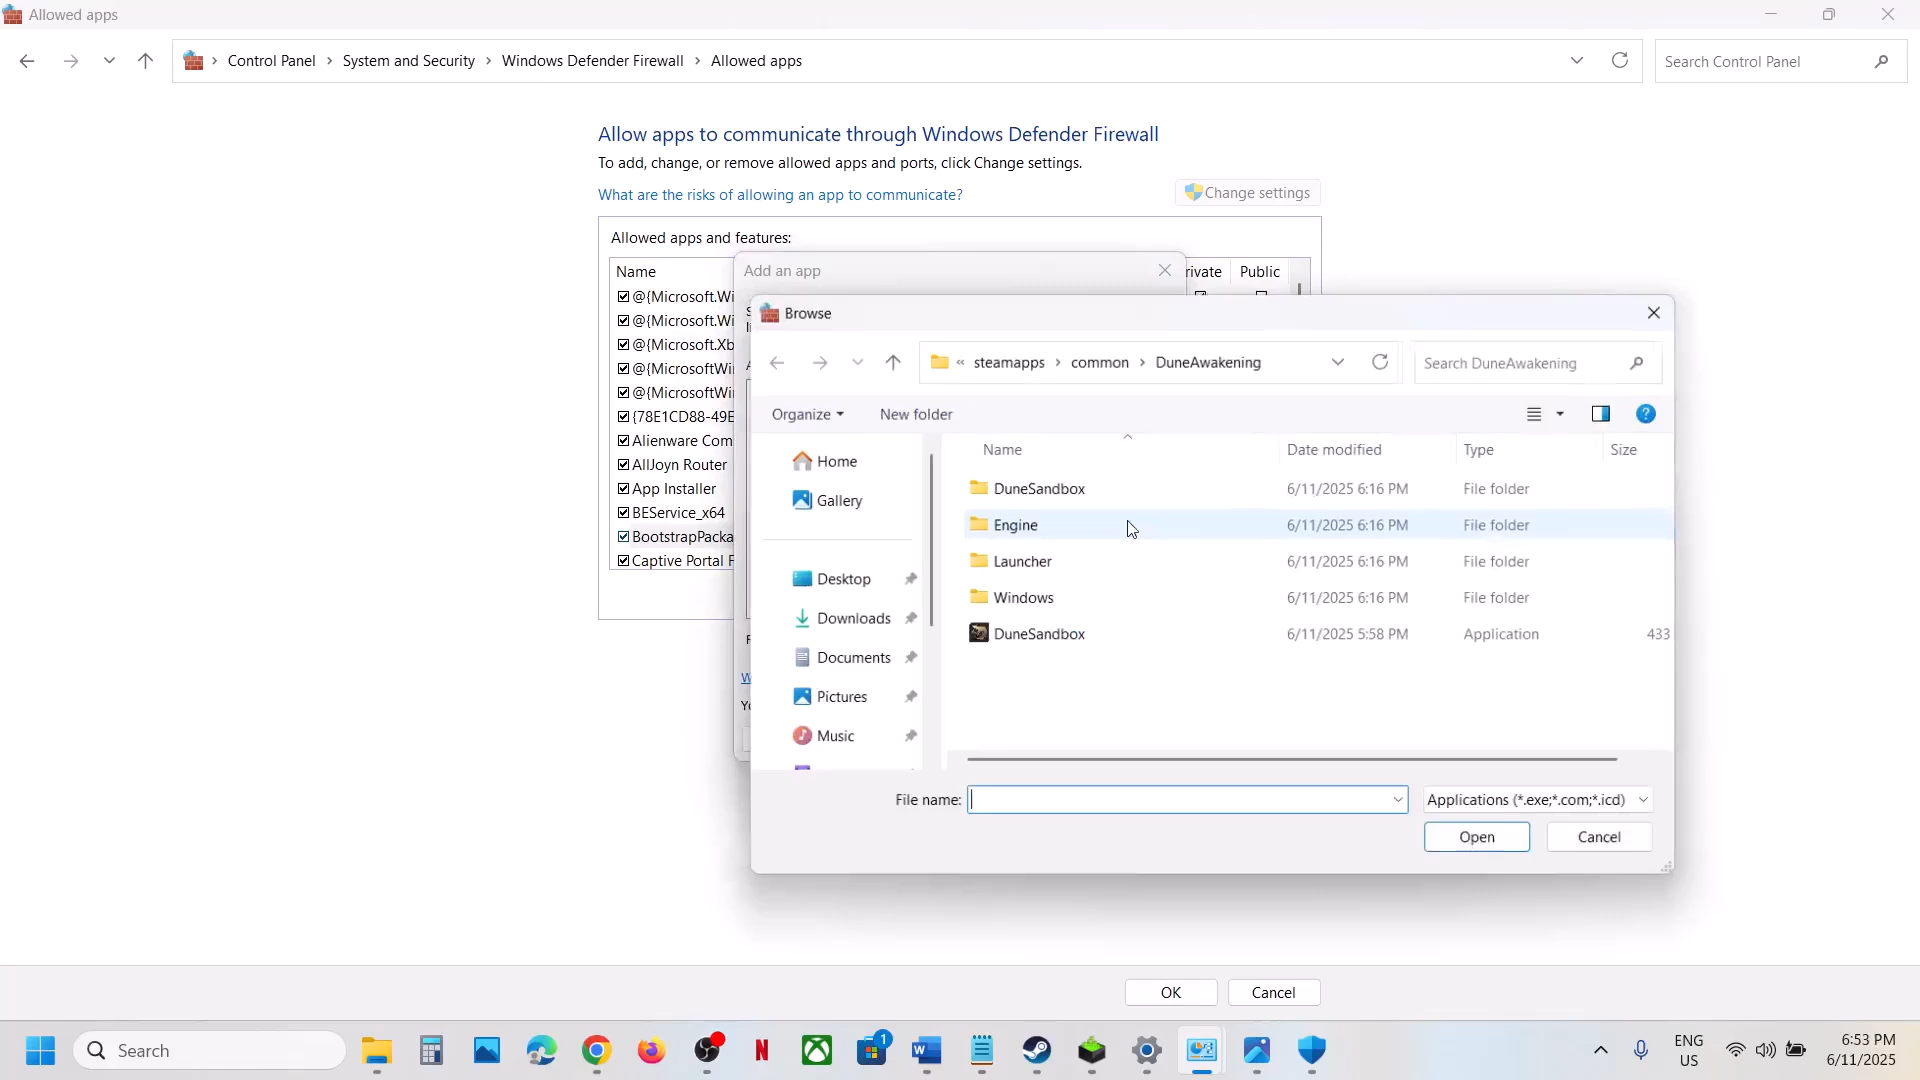 Allowed apps
Control Panel > System and Security > Windows Defender Firewall > Allowed apps
Search Control Panel
Allow apps to communicate through Windows Defender Firewall
To add, change, or remove allowed apps and ports, click Change settings.
What are the risks of allowing an app to communicate?
Change settings
Allowed apps and features:
Name
rivate
Public
@{Microsoft.Wi
@{Microsoft.Wi
@{Microsoft.Xb
@{MicrosoftWi
@{MicrosoftWi
{78E1CD88-49E
Alienware Com
AllJoyn Router
App Installer
BEService_x64
BootstrapPacka
Captive Portal F
Add an app
Browse
« steamapps > common > DuneAwakening
Search DuneAwakening
Organize
New folder
Home
Gallery
Desktop
Downloads
Documents
Pictures
Music
Name Date modified Type Size
DuneSandbox 6/11/2025 6:16 PM File folder
Engine 6/11/2025 6:16 PM File folder
Launcher 6/11/2025 6:16 PM File folder
Windows 6/11/2025 6:16 PM File folder
DuneSandbox 6/11/2025 5:58 PM Application 433
File name:
Applications (*.exe;*.com;*.icd)
Open
Cancel
OK
Cancel
Search
1
ENG
US
6:53 PM
6/11/2025